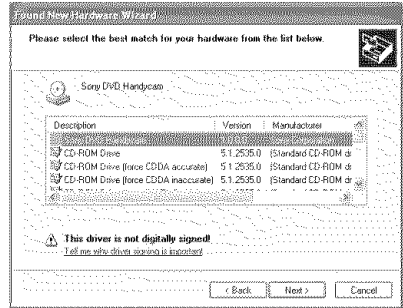 Found New Hardware Wizard
Please select the best match for your hardware from the list below.
Sony DVD Handycam
Description Version Manufacturer
CD-ROM Drive 5.1.2535.0 (Standard CD-ROM dr
CD-ROM Drive (force CDDA accurate) 5.1.2535.0 (Standard CD-ROM dr
CD-ROM Drive (force CDDA inaccurate) 5.1.2535.0 (Standard CD-ROM dr
This driver is not digitally signed!
Tell me why driver signing is important
< Back Next > Cancel